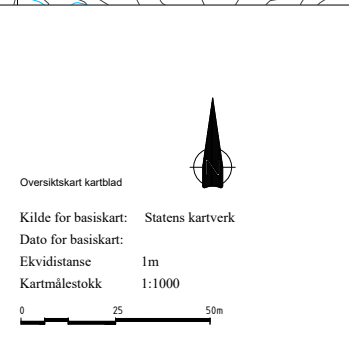 N
Oversiktskart kartblad
Kilde for basiskart: Statens kartverk
Dato for basiskart:
Ekvidistanse 1m
Kartmålestokk 1:1000
0 25 50m